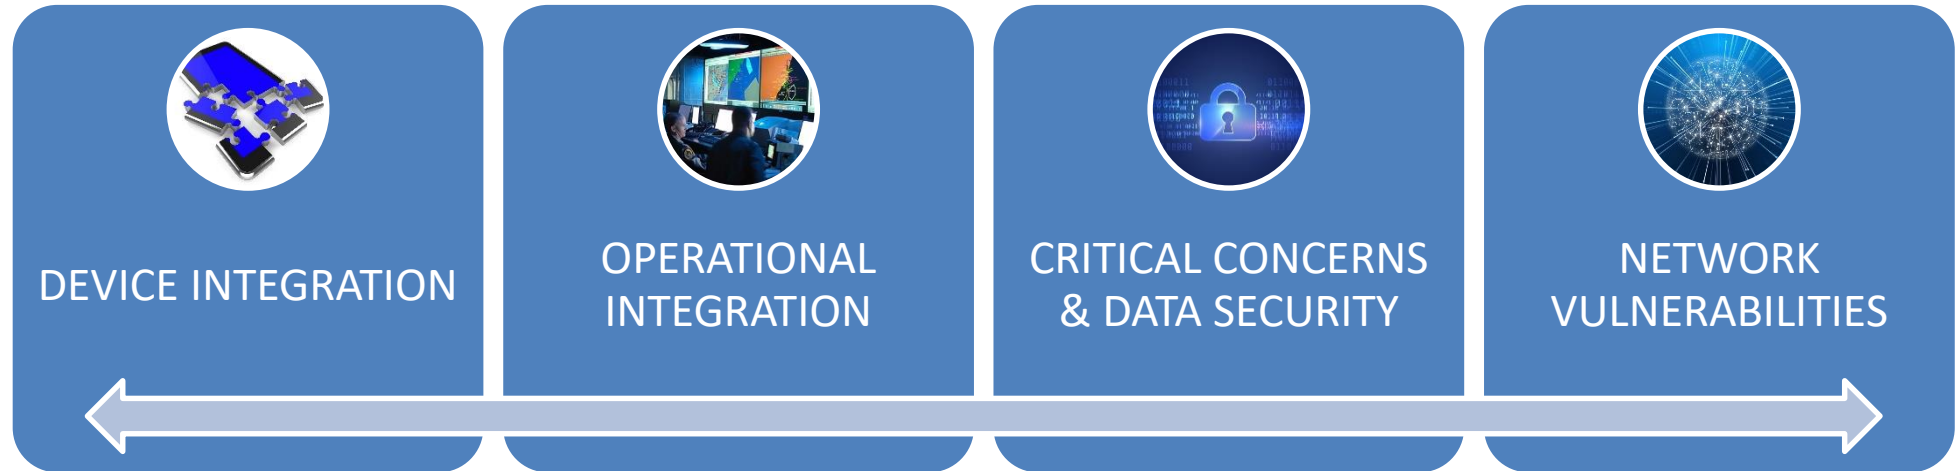 DEVICE INTEGRATION
OPERATIONAL
INTEGRATION
CRITICAL CONCERNS
& DATA SECURITY
NETWORK
VULNERABILITIES